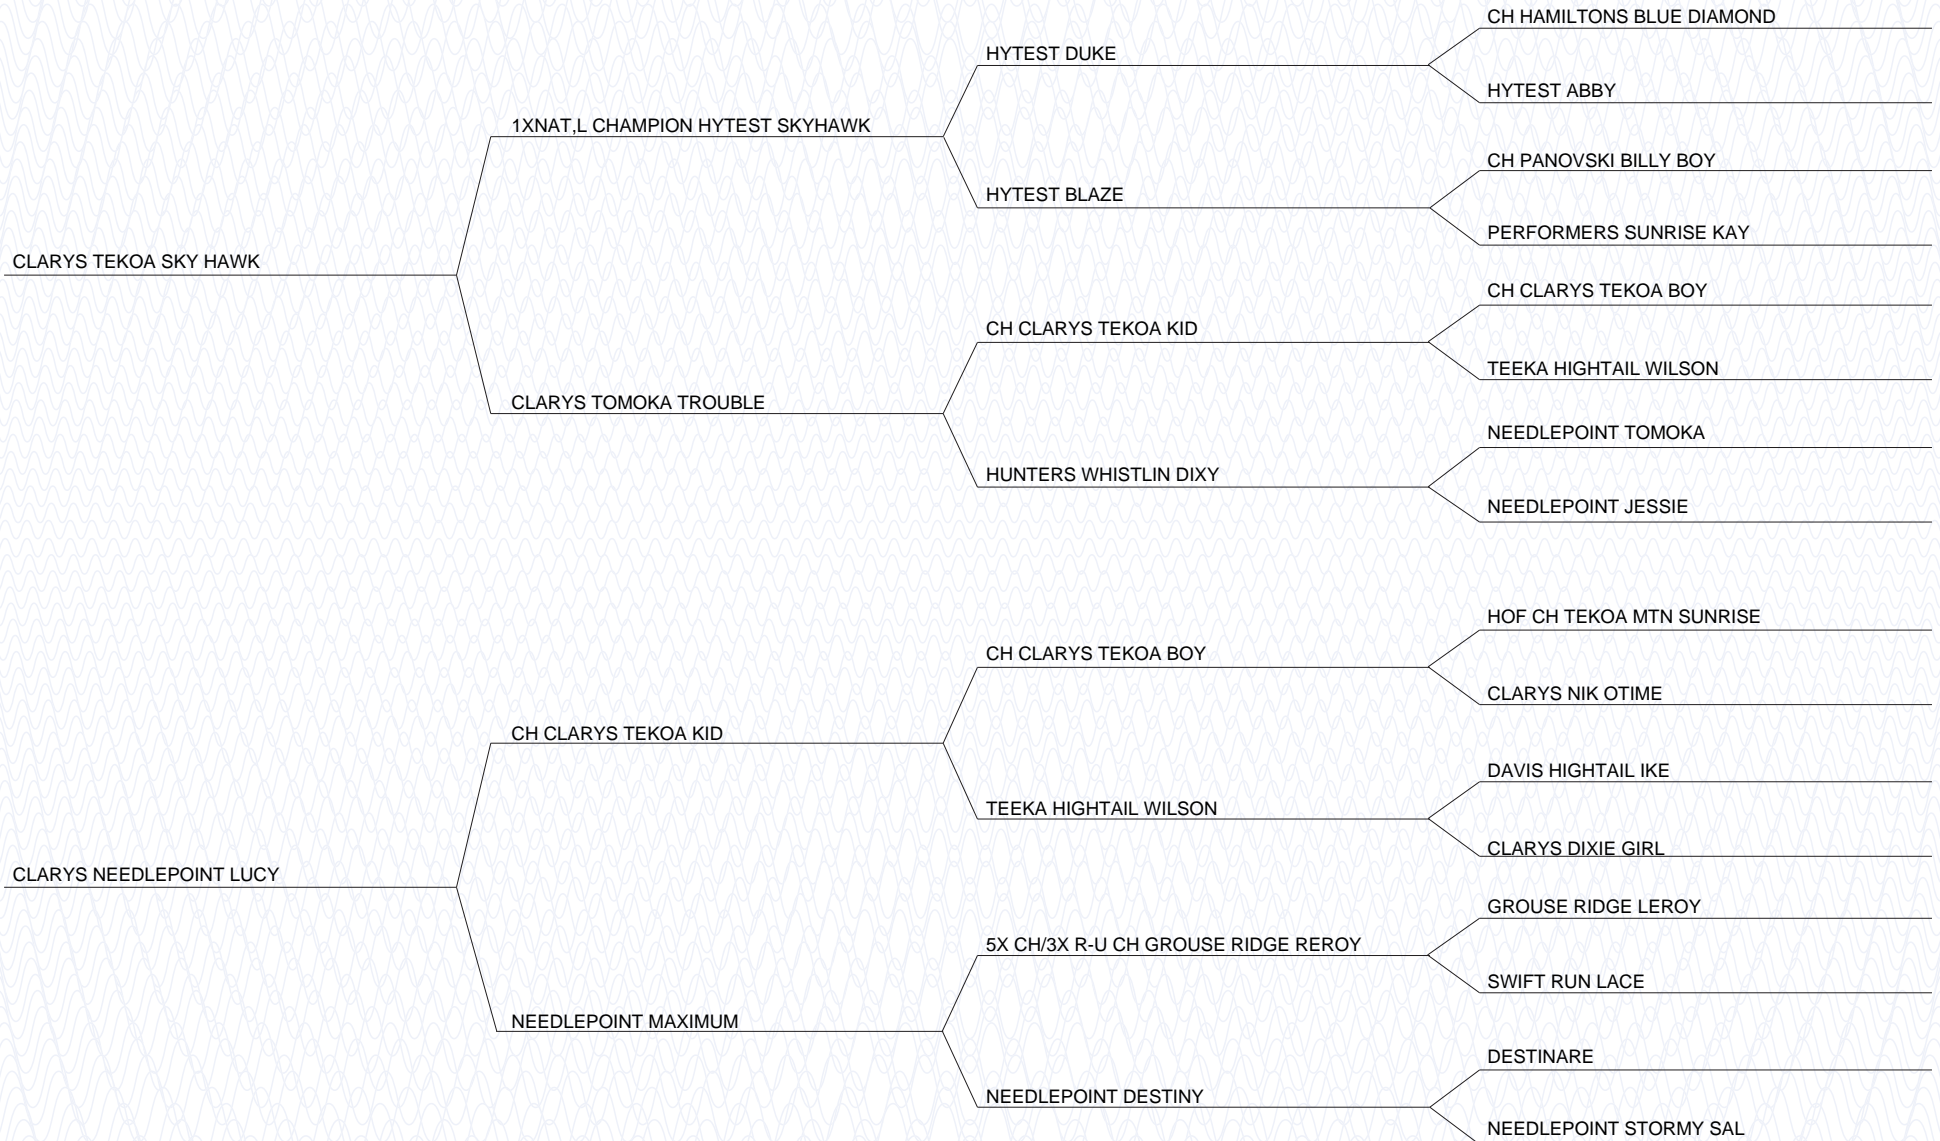 CH HAMILTONS BLUE DIAMOND
HYTEST DUKE
HYTEST ABBY
1XNAT,L CHAMPION HYTEST SKYHAWK
CH PANOVSKI BILLY BOY
HYTEST BLAZE
PERFORMERS SUNRISE KAY
CLARYS TEKOA SKY HAWK
CH CLARYS TEKOA BOY
CH CLARYS TEKOA KID
TEEKA HIGHTAIL WILSON
CLARYS TOMOKA TROUBLE
NEEDLEPOINT TOMOKA
HUNTERS WHISTLIN DIXY
NEEDLEPOINT JESSIE
HOF CH TEKOA MTN SUNRISE
CH CLARYS TEKOA BOY
CLARYS NIK OTIME
CH CLARYS TEKOA KID
DAVIS HIGHTAIL IKE
TEEKA HIGHTAIL WILSON
CLARYS DIXIE GIRL
CLARYS NEEDLEPOINT LUCY
GROUSE RIDGE LEROY
5X CH/3X R-U CH GROUSE RIDGE REROY
SWIFT RUN LACE
NEEDLEPOINT MAXIMUM
DESTINARE
NEEDLEPOINT DESTINY
NEEDLEPOINT STORMY SAL